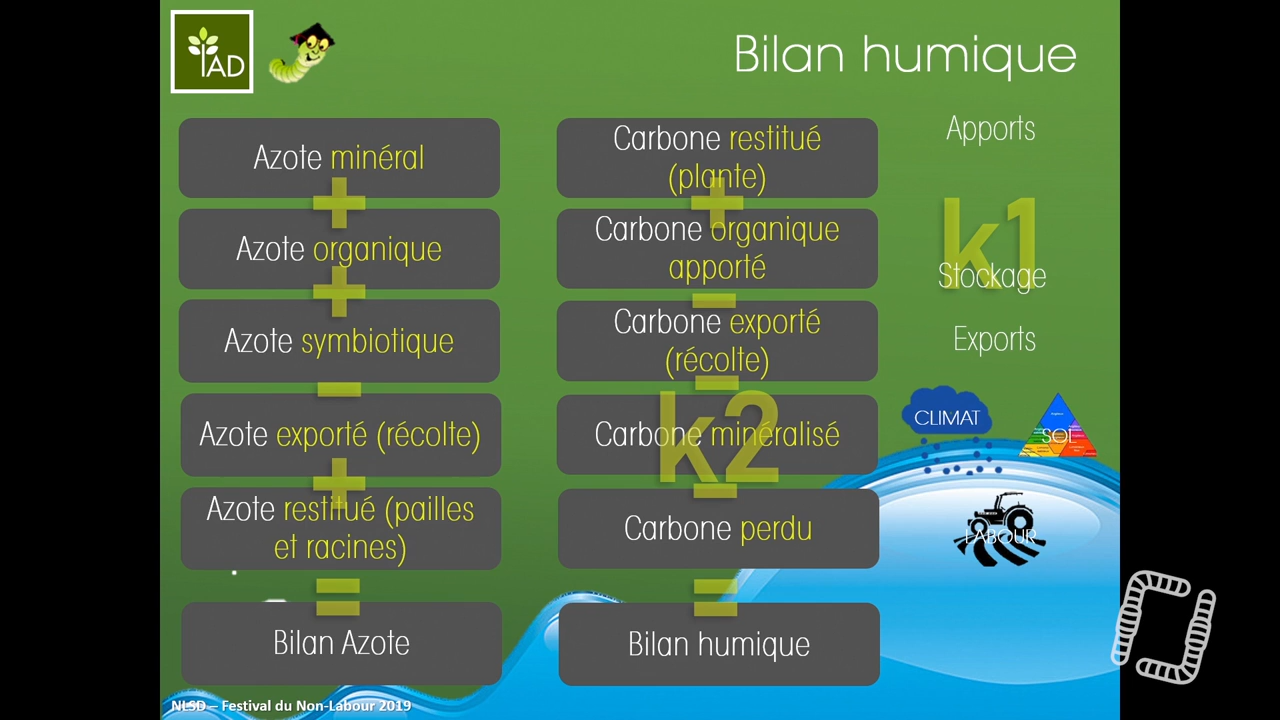 IAD
Bilan humique
Azote minéral
+
Azote organique
+
Azote symbiotique
-
Azote exporté (récolte)
+
Azote restitué (pailles
et racines)
=
Bilan Azote
Carbone restitué
(plante)
+
Carbone organique
apporté
-
Carbone exporté
(récolte)
-
Carbone minéralisé
k2
-
Carbone perdu
=
Bilan humique
Apports
k1
Stockage
Exports
CLIMAT
SOL
LABOUR
NLSD – Festival du Non-Labour 2019